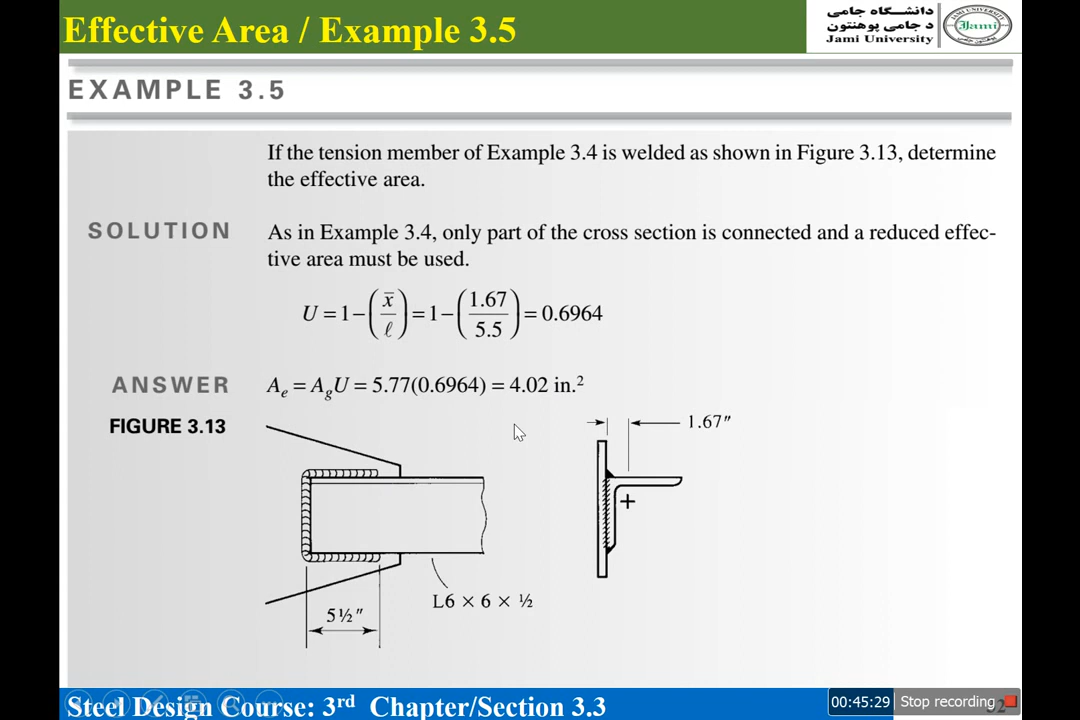 Effective Area / Example 3.5
دانشگاه جامی
د جامي پوهنتون
Jami University
JAMI UNIVERSITY
Jami
EXAMPLE 3.5
If the tension member of Example 3.4 is welded as shown in Figure 3.13, determine
the effective area.
SOLUTION
As in Example 3.4, only part of the cross section is connected and a reduced effec-
tive area must be used.
U = 1 − (x̄/ℓ) = 1 − (1.67/5.5) = 0.6964
ANSWER
Aₑ = A_gU = 5.77(0.6964) = 4.02 in.²
FIGURE 3.13
1.67″
5½″
L6 × 6 × ½
Steel Design Course: 3rd Chapter/Section 3.3
00:45:29
Stop recording